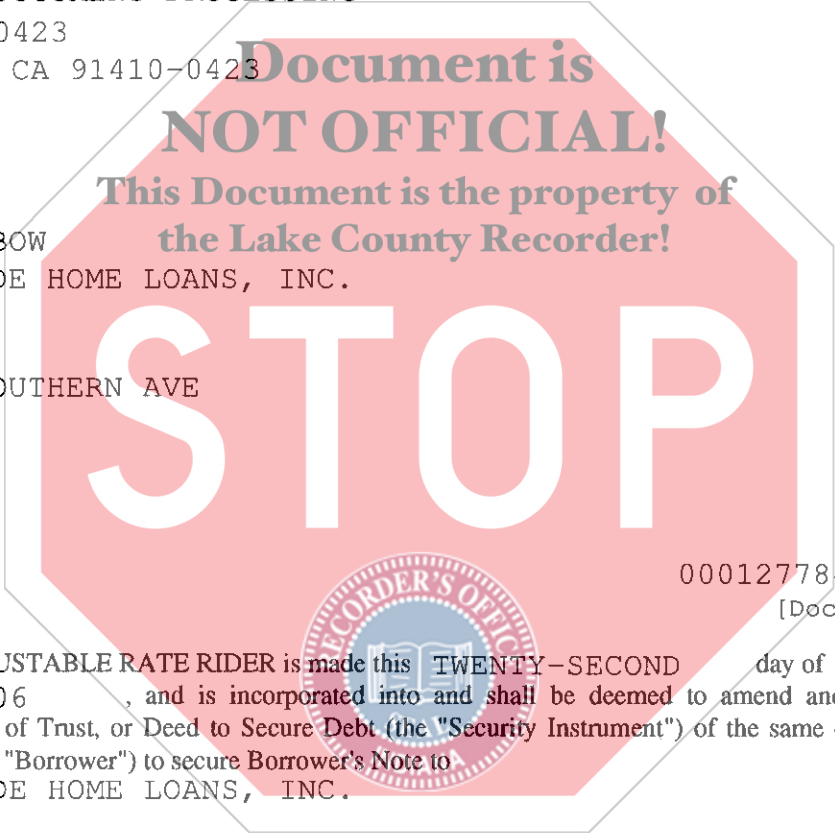 0423
CA 91410-0423
Document is
NOT OFFICIAL!
This Document is the property of
the Lake County Recorder!
BOW
DE HOME LOANS, INC.
OUTHERN AVE
STOP
00012778
[Doc
RECORDER'S OFFICE
SEAL
INDIANA
USTABLE RATE RIDER is made this TWENTY-SECOND day of
06 , and is incorporated into and shall be deemed to amend and
of Trust, or Deed to Secure Debt (the "Security Instrument") of the same
"Borrower") to secure Borrower's Note to
DE HOME LOANS, INC.